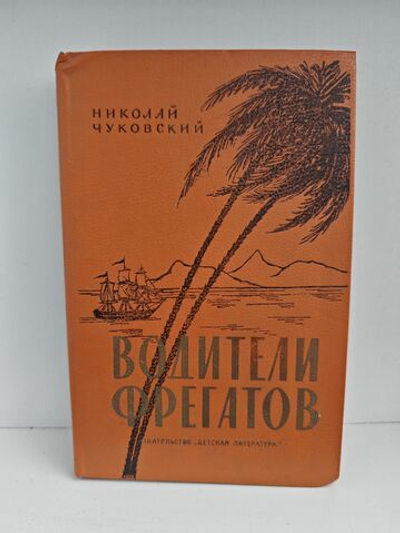 НИКОЛАЙ
ЧУКОВСКИЙ
ВОДИТЕЛИ
ФРЕГАТОВ
ИЗДАТЕЛЬСТВО „ДЕТСКАЯ ЛИТЕРАТУРА"